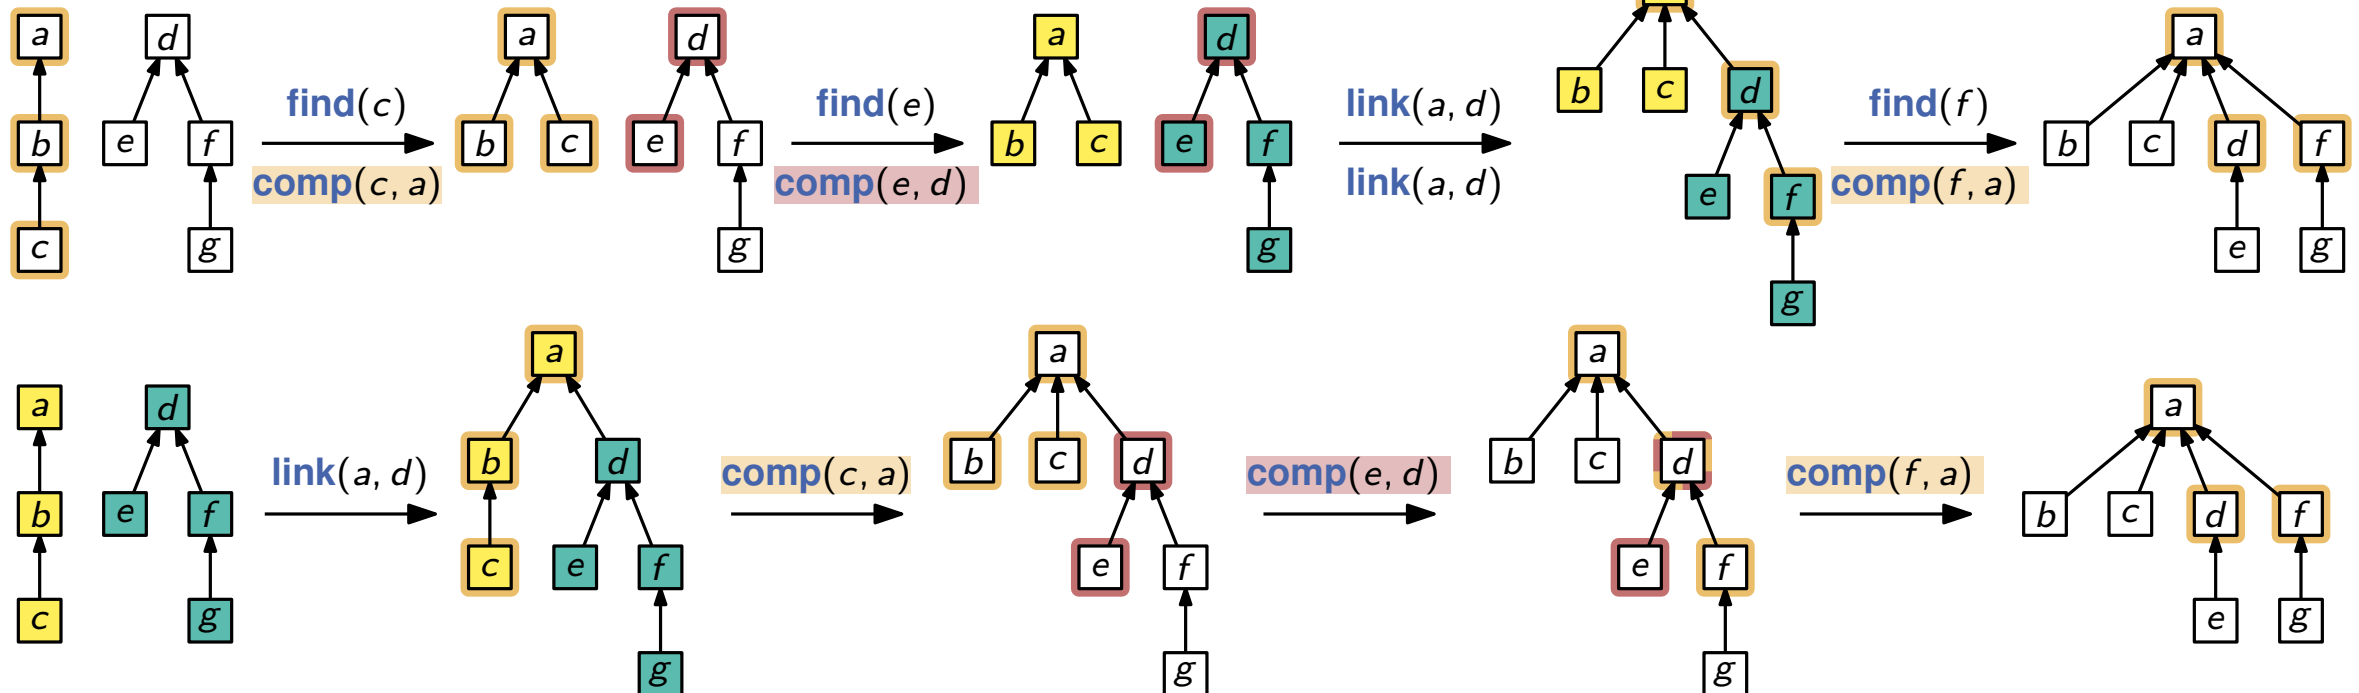 a d a d a d
find(c) find(e) link(a, d) b c d find(f) a
b e f b c e f b c e f b c d f
comp(c, a) comp(e, d) link(a, d) e f comp(f, a)
c g g g g e g
a a a
a d b d b c d b c d a
link(a, d) comp(c, a) comp(e, d) comp(f, a)
b e f c e f e f e f b c d f
c g g g g e g